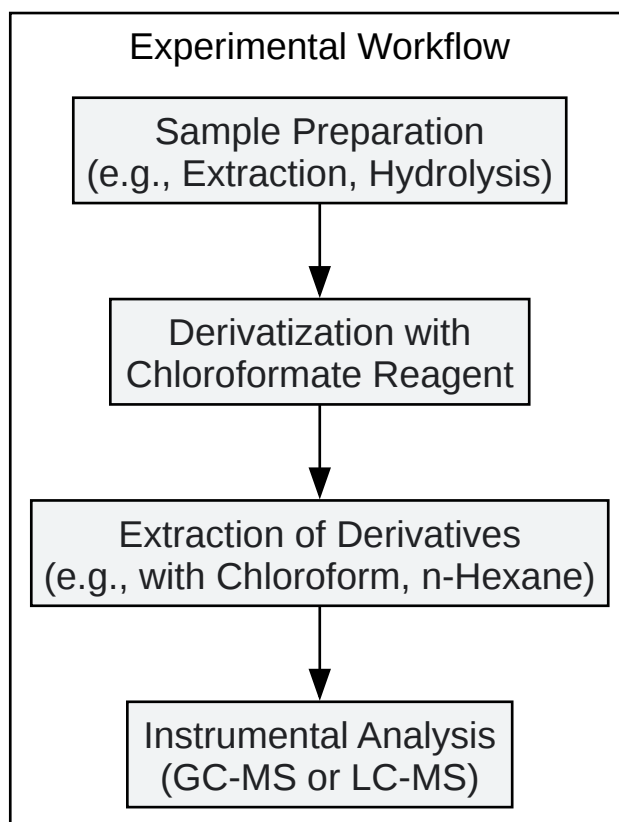 Experimental Workflow
Sample Preparation
(e.g., Extraction, Hydrolysis)
Derivatization with
Chloroformate Reagent
Extraction of Derivatives
(e.g., with Chloroform, n-Hexane)
Instrumental Analysis
(GC-MS or LC-MS)